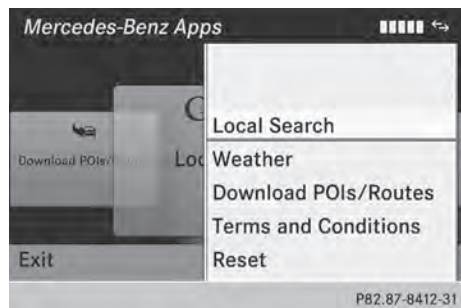 Mercedes-Benz Apps
G
Local Search
Download POIs/
Loc
Weather
Download POIs/Routes
Terms and Conditions
Exit
Reset
P82.87-8412-31